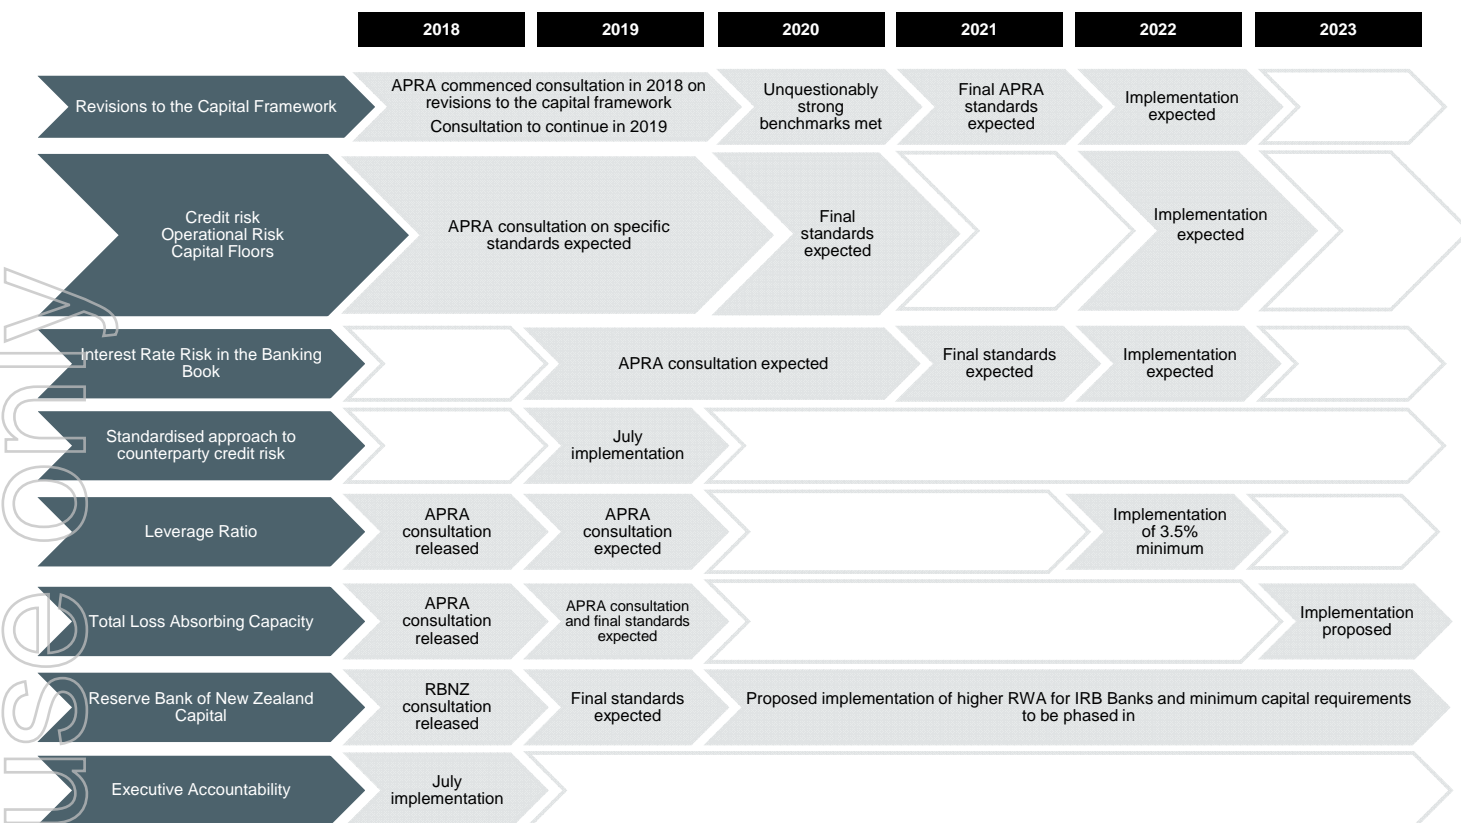 2018
2019
2020
2021
2022
2023
Revisions to the Capital Framework
APRA commenced consultation in 2018 on
revisions to the capital framework
Consultation to continue in 2019
Unquestionably
strong
benchmarks met
Final APRA
standards
expected
Implementation
expected
Credit risk
Operational Risk
Capital Floors
APRA consultation on specific
standards expected
Final
standards
expected
Implementation
expected
Interest Rate Risk in the Banking
Book
APRA consultation expected
Final standards
expected
Implementation
expected
Standardised approach to
counterparty credit risk
July
implementation
Leverage Ratio
APRA
consultation
released
APRA
consultation
expected
Implementation
of 3.5%
minimum
Total Loss Absorbing Capacity
APRA
consultation
released
APRA consultation
and final standards
expected
Implementation
proposed
Reserve Bank of New Zealand
Capital
RBNZ
consultation
released
Final standards
expected
Proposed implementation of higher RWA for IRB Banks and minimum capital requirements
to be phased in
Executive Accountability
July
implementation
use only